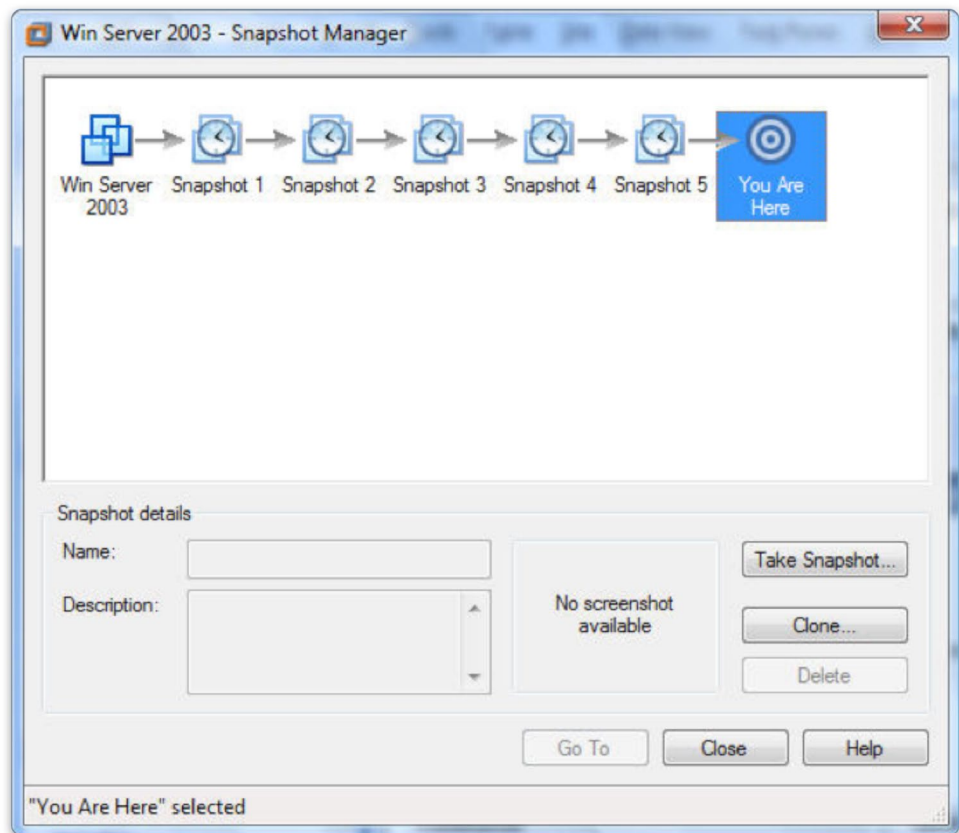 Win Server 2003 - Snapshot Manager
Win Server
2003
Snapshot 1
Snapshot 2
Snapshot 3
Snapshot 4
Snapshot 5
You Are
Here
Snapshot details
Name:
Description:
No screenshot
available
Take Snapshot...
Clone...
Delete
Go To
Close
Help
"You Are Here" selected